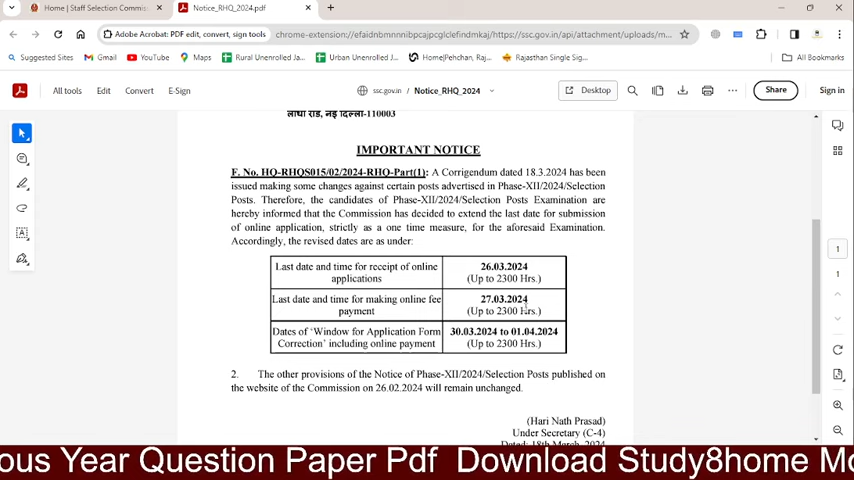 Home | Staff Selection Commissi
Notice_RHQ_2024.pdf
Adobe Acrobat: PDF edit, convert, sign tools
chrome-extension://efaidnbmnnnibpcajpcglclefindmkaj/https://ssc.gov.in/api/attachment/uploads/m...
Suggested Sites Gmail YouTube Maps Rural Unenrolled Ja... Urban Unenrolled J... Home|Pehchan, Raj... Rajasthan Single Sig... All Bookmarks
All tools Edit Convert E-Sign ssc.gov.in / Notice_RHQ_2024 Desktop Share Sign in
लोधी रोड, नई दिल्ली-110003
IMPORTANT NOTICE
F. No. HQ-RHQS015/02/2024-RHQ-Part(1): A Corrigendum dated 18.3.2024 has been
issued making some changes against certain posts advertised in Phase-XII/2024/Selection
Posts. Therefore, the candidates of Phase-XII/2024/Selection Posts Examination are
hereby informed that the Commission has decided to extend the last date for submission
of online application, strictly as a one time measure, for the aforesaid Examination.
Accordingly, the revised dates are as under:
Last date and time for receipt of online
applications
26.03.2024
(Up to 2300 Hrs.)
Last date and time for making online fee
payment
27.03.2024
(Up to 2300 Hrs.)
Dates of 'Window for Application Form
Correction' including online payment
30.03.2024 to 01.04.2024
(Up to 2300 Hrs.)
2. The other provisions of the Notice of Phase-XII/2024/Selection Posts published on
the website of the Commission on 26.02.2024 will remain unchanged.
(Hari Nath Prasad)
Under Secretary (C-4)
Dated: 18th March, 2024
1
1
ous Year Question Paper Pdf Download Study8home Mo